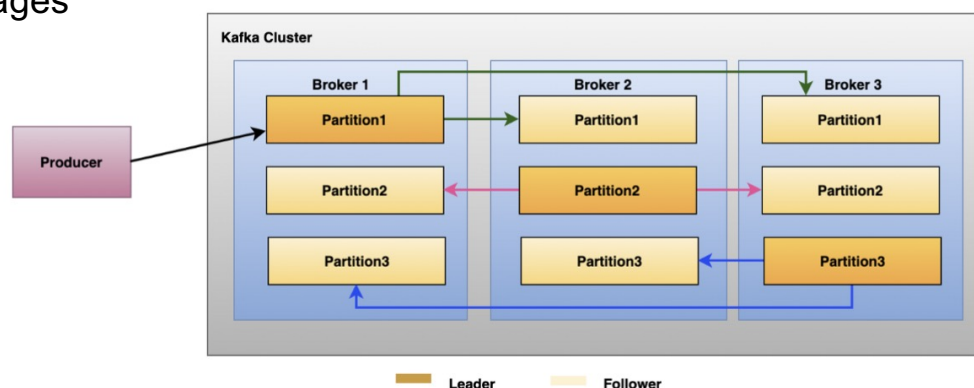 ages
Kafka Cluster
Broker 1
Broker 2
Broker 3
Partition1
Partition1
Partition1
Producer
Partition2
Partition2
Partition2
Partition3
Partition3
Partition3
Leader
Follower